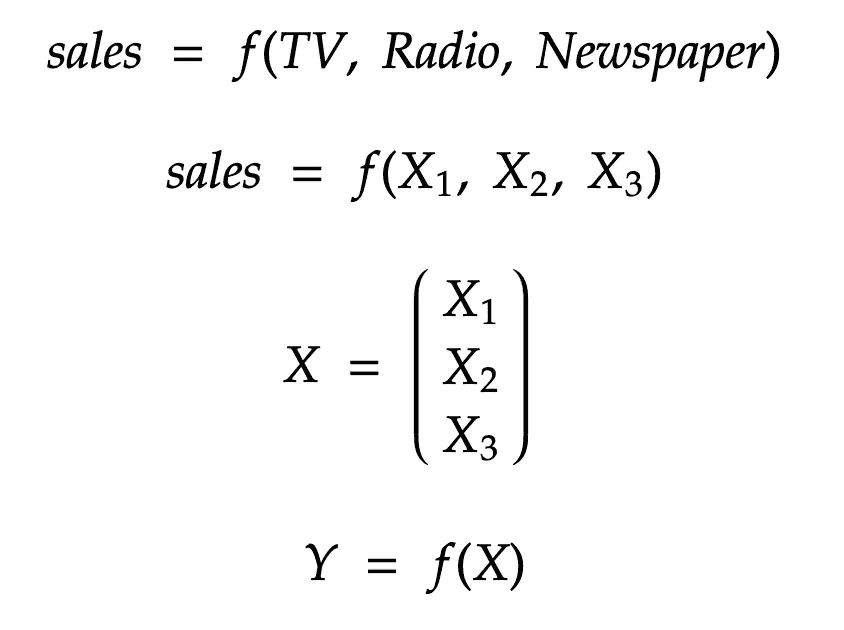 sales = f(TV, Radio, Newspaper)
sales = f(X₁, X₂, X₃)
X = (X₁
X₂
X₃)
Y = f(X)